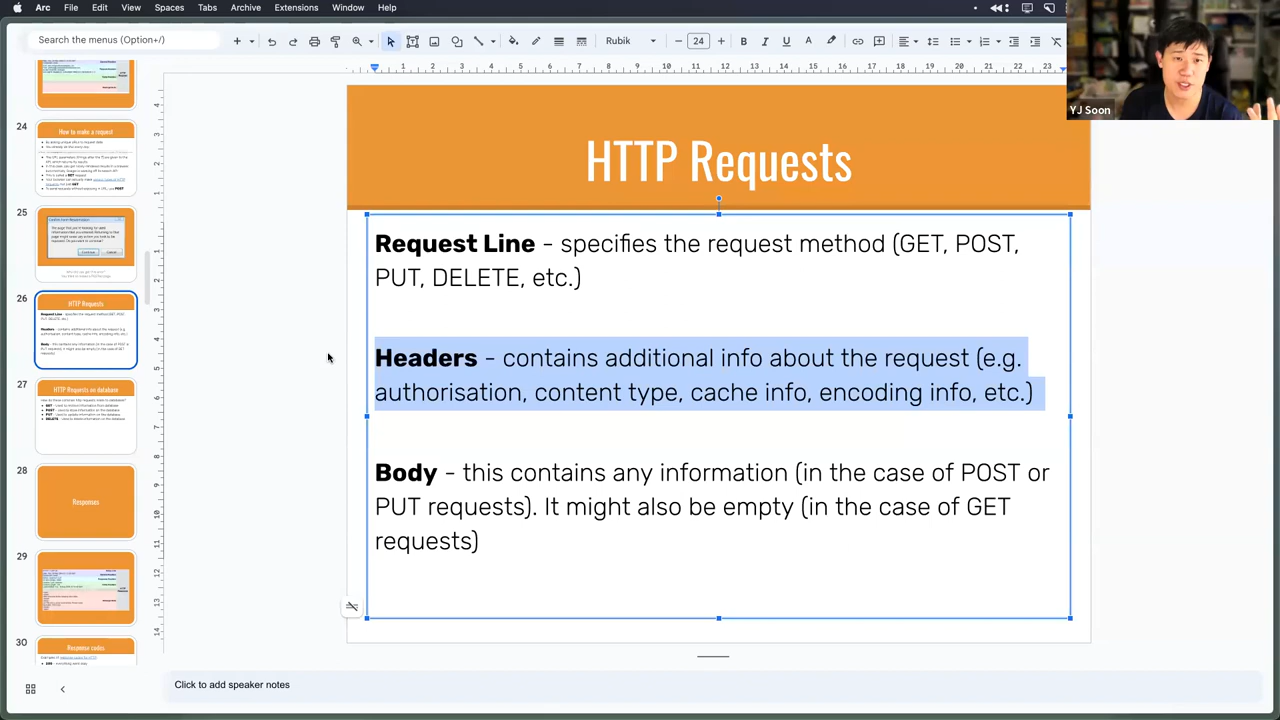 Arc File Edit View Spaces Tabs Archive Extensions Window Help
Search the menus (Option+/)
Rubik
24
YJ Soon
24
How to make a request
25
26
HTTP Requests
27
HTTP Requests on database
28
Responses
29
30
Response codes
HTTP Requests
Request Line - specifies the request method (GET, POST,
PUT, DELETE, etc.)
Headers - contains additional info about the request (e.g.
authorisation, content type, cache info, encoding info, etc.)
Body - this contains any information (in the case of POST or
PUT requests). It might also be empty (in the case of GET
requests)
Click to add speaker notes